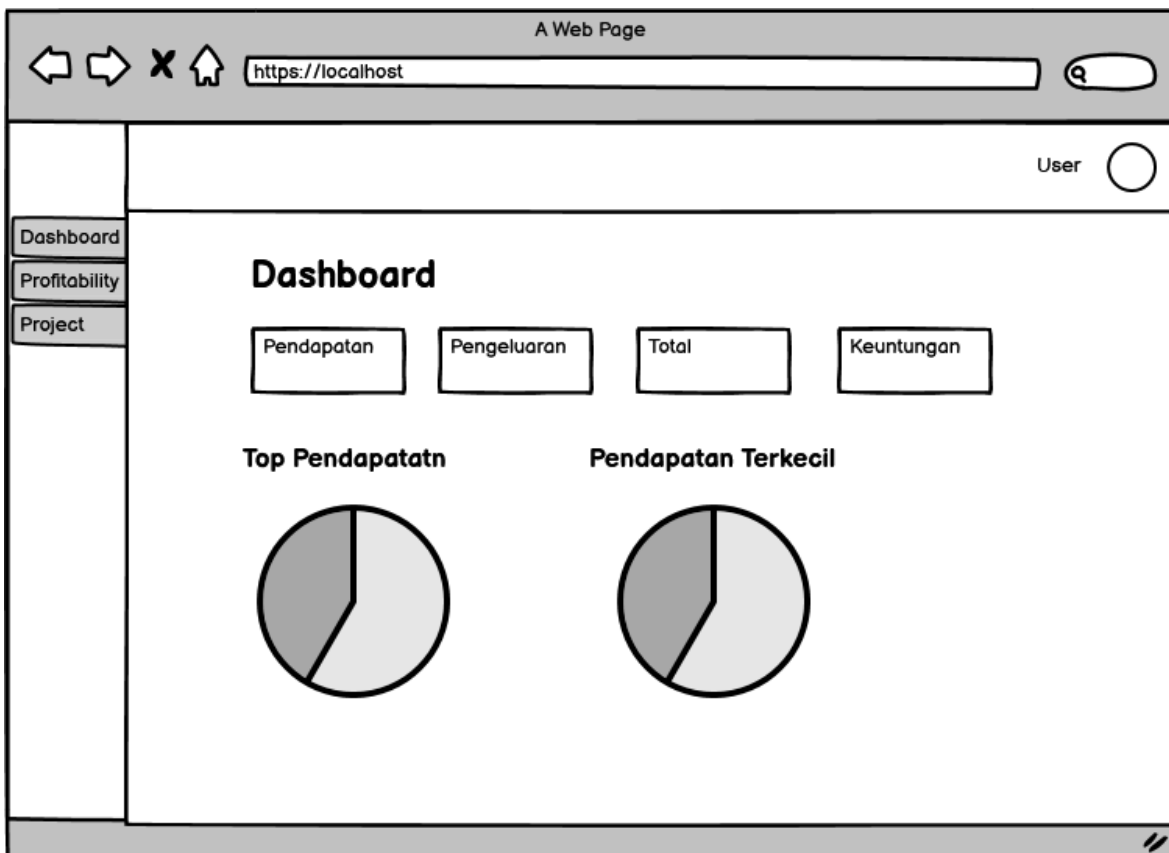 A Web Page
https://localhost
User
Dashboard
Profitability
Project
Dashboard
Pendapatan
Pengeluaran
Total
Keuntungan
Top Pendapatatn
Pendapatan Terkecil